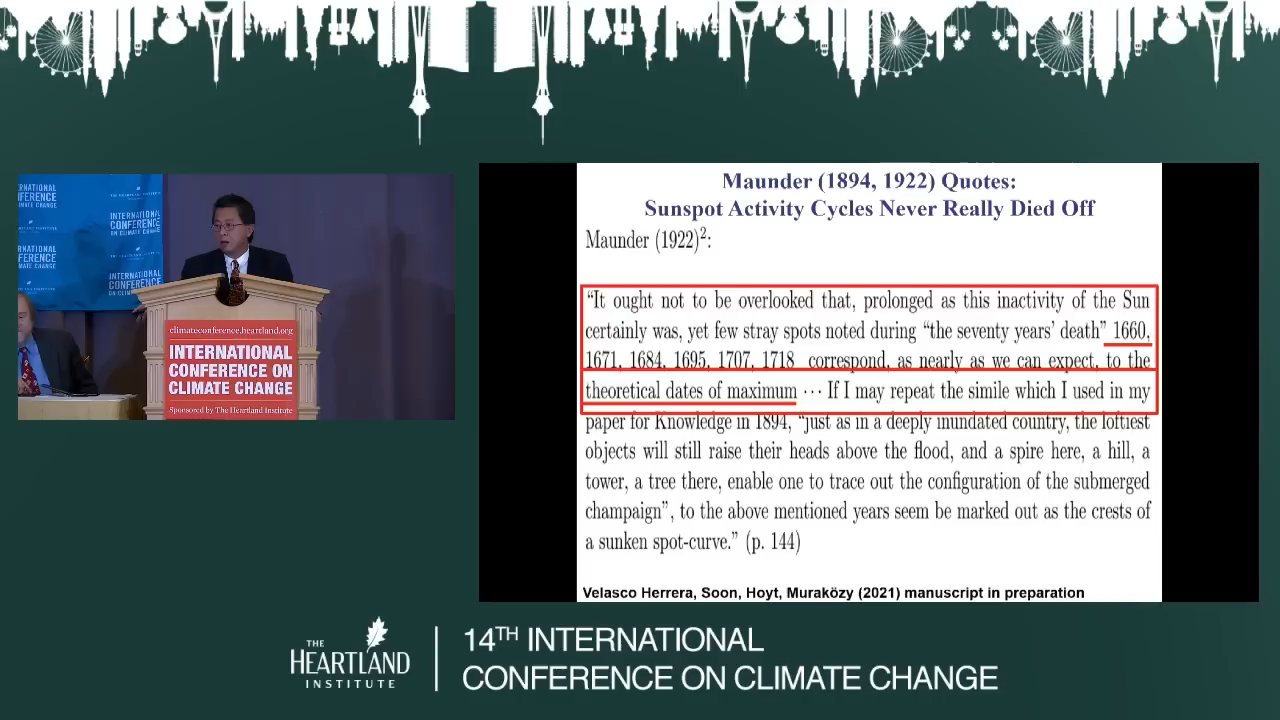 INTERNATIONAL
CONFERENCE
CLIMATE CHANGE
INTERNATIONAL
CONFERENCE
ON CLIMATE CHANGE
climateconference.heartland.org
INTERNATIONAL
CONFERENCE ON
CLIMATE CHANGE
Sponsored by The Heartland Institute
Maunder (1894, 1922) Quotes:
Sunspot Activity Cycles Never Really Died Off
Maunder (1922)²:
“It ought not to be overlooked that, prolonged as this inactivity of the Sun
certainly was, yet few stray spots noted during “the seventy years’ death” 1660,
1671, 1684, 1695, 1707, 1718 correspond, as nearly as we can expect, to the
theoretical dates of maximum ··· If I may repeat the simile which I used in my
paper for Knowledge in 1894, “just as in a deeply inundated country, the loftiest
objects will still raise their heads above the flood, and a spire here, a hill, a
tower, a tree there, enable one to trace out the configuration of the submerged
champaign”, to the above mentioned years seem be marked out as the crests of
a sunken spot-curve.” (p. 144)
Velasco Herrera, Soon, Hoyt, Muraközy (2021) manuscript in preparation
THE
HEARTLAND
INSTITUTE
14TH INTERNATIONAL
CONFERENCE ON CLIMATE CHANGE